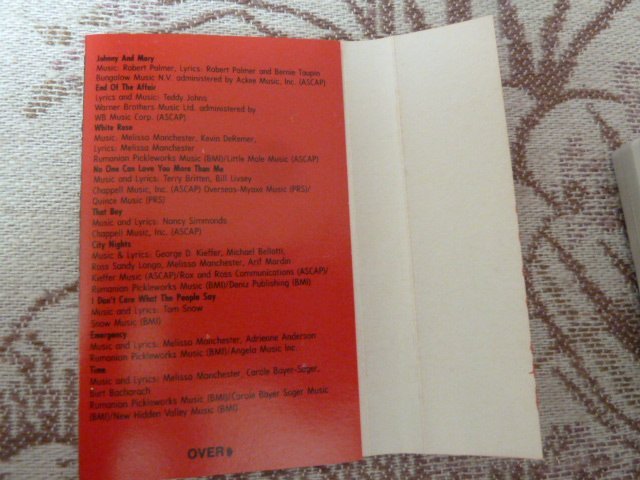 Johnny And Mary
Music: Robert Palmer, Lyrics: Robert Palmer and Bernie Taupin
Bungalow Music N.V. administered by Ackee Music, Inc. (ASCAP)
End Of The Affair
Lyrics and Music: Teddy Johns
Warner Brothers Music Ltd. administered by
WB Music Corp. (ASCAP)
White Rose
Music: Melissa Manchester, Kevin DeRemer,
Lyrics: Melissa Manchester
Rumanian Pickleworks Music (BMI)/Little Mole Music (ASCAP)
No One Can Love You More Than Me
Music and Lyrics: Terry Britten, Bill Livsey
Chappell Music, Inc. (ASCAP) Overseas-Myaxe Music (PRS)/
Quince Music (PRS)
That Boy
Music and Lyrics: Nancy Simmonds
Chappell Music, Inc. (ASCAP)
City Nights
Music & Lyrics: George D. Kieffer, Michael Bellotti,
Ross Sandy Longo, Melissa Manchester, Arif Mardin
Kieffer Music (ASCAP)/Rox and Ross Communications (ASCAP)/
Rumanian Pickleworks Music (BMI)/Deniz Publishing (BMI)
I Don't Care What The People Say
Music and Lyrics: Tom Snow
Snow Music (BMI)
Emergency
Music and Lyrics: Melissa Manchester, Adrienne Anderson
Rumanian Pickleworks Music (BMI)/Angela Music Inc.
Time
Music and Lyrics: Melissa Manchester, Carole Bayer-Sager,
Burt Bacharach
Rumanian Pickleworks Music (BMI)/Carole Bayer Sager Music
(BMI)/New Hidden Valley Music (BMI)
OVER